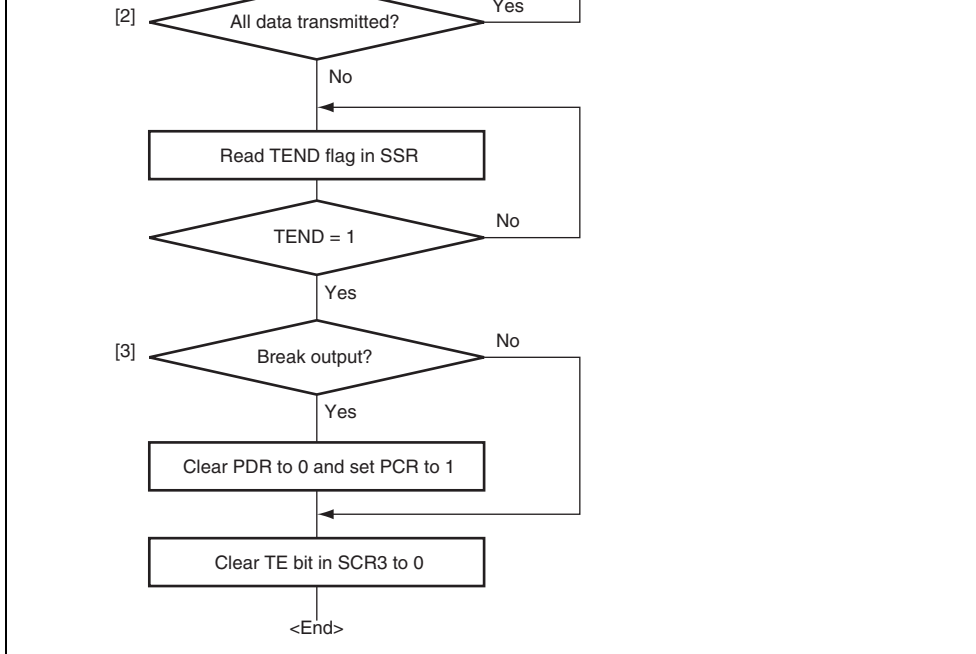 Yes
[2]
All data transmitted?
No
Read TEND flag in SSR
No
TEND = 1
Yes
No
[3]
Break output?
Yes
Clear PDR to 0 and set PCR to 1
Clear TE bit in SCR3 to 0
<End>